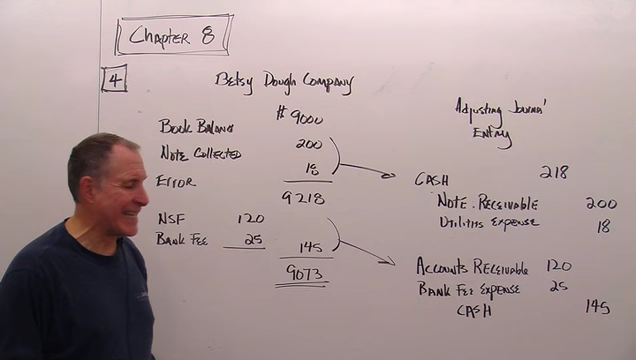 Chapter 8
4
Betsy Dough Company
Book Balance $9000
Note Collected 200
Error 18
9218
NSF 120
Bank Fee 25 145
9073
Adjusting Journal
Entry
Cash 218
Note Receivable 200
Utilities Expense 18
Accounts Receivable 120
Bank Fee Expense 25
Cash 145